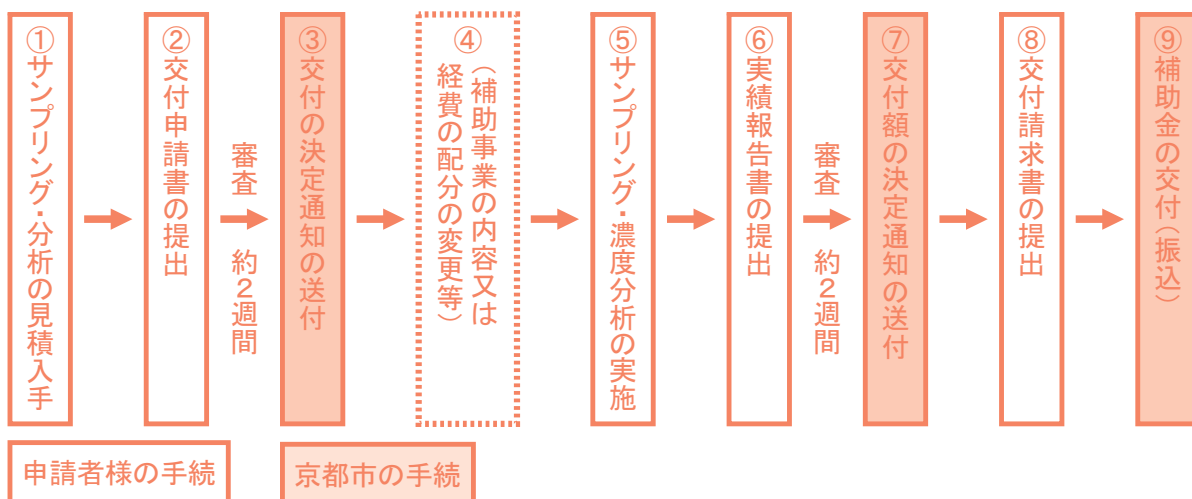 ①サンプリング・分析の見積入手
②交付申請書の提出
審査 約2週間
③交付の決定通知の送付
④(補助事業の内容又は
経費の配分の変更等)
⑤サンプリング・濃度分析の実施
⑥実績報告書の提出
審査 約2週間
⑦交付額の決定通知の送付
⑧交付請求書の提出
⑨補助金の交付(振込)
申請者様の手続
京都市の手続